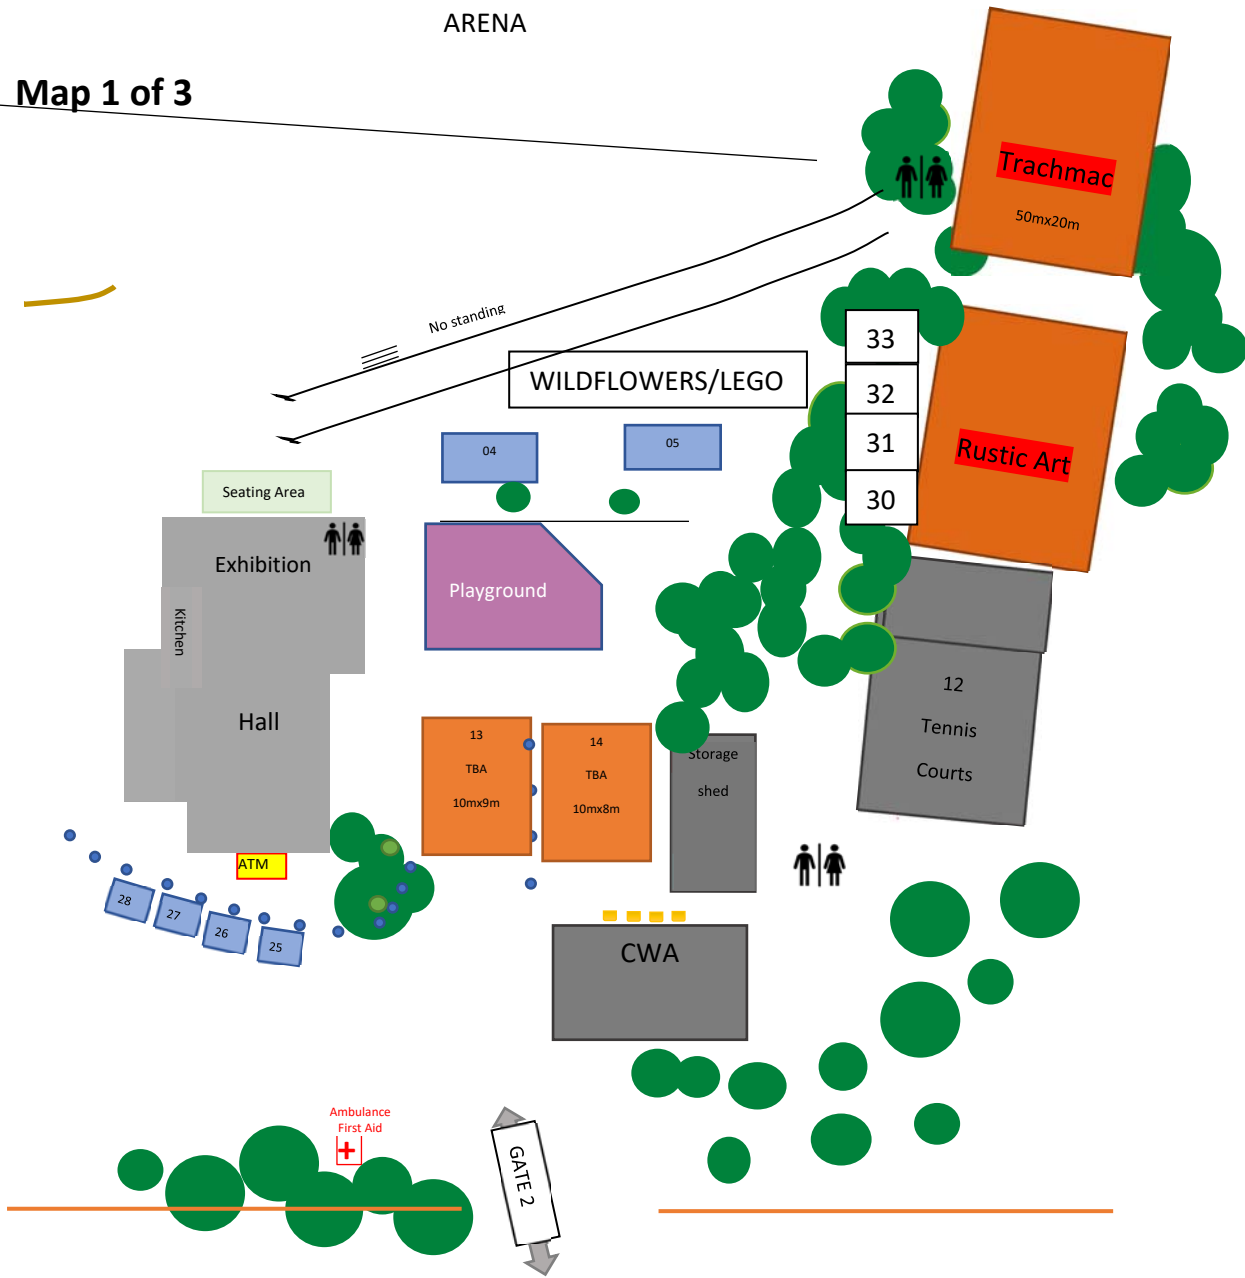 ARENA
Map 1 of 3
Trachmac
50mx20m
No standing
33
WILDFLOWERS/LEGO
32
31
30
04
05
Rustic Art
Seating Area
Exhibition
Kitchen
Playground
Hall
12
Tennis
Courts
13
TBA
10mx9m
14
TBA
10mx8m
Storage
shed
ATM
28
27
26
25
CWA
Ambulance
First Aid
GATE 2